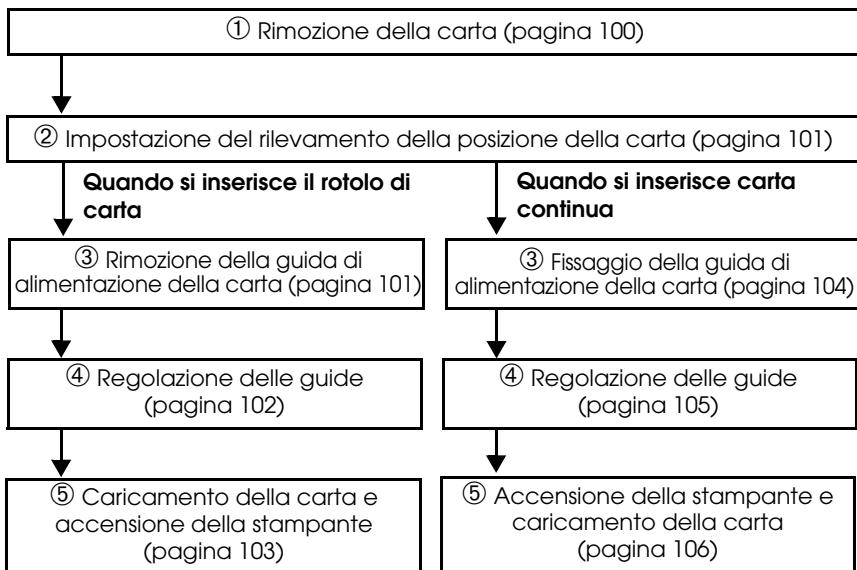 ① Rimozione della carta (pagina 100)
② Impostazione del rilevamento della posizione della carta (pagina 101)
Quando si inserisce il rotolo di
carta
③ Rimozione della guida di
alimentazione della carta (pagina 101)
④ Regolazione delle guide
(pagina 102)
⑤ Caricamento della carta e
accensione della stampante
(pagina 103)
Quando si inserisce carta
continua
③ Fissaggio della guida di
alimentazione della carta (pagina 104)
④ Regolazione delle guide
(pagina 105)
⑤ Accensione della stampante e
caricamento della carta
(pagina 106)